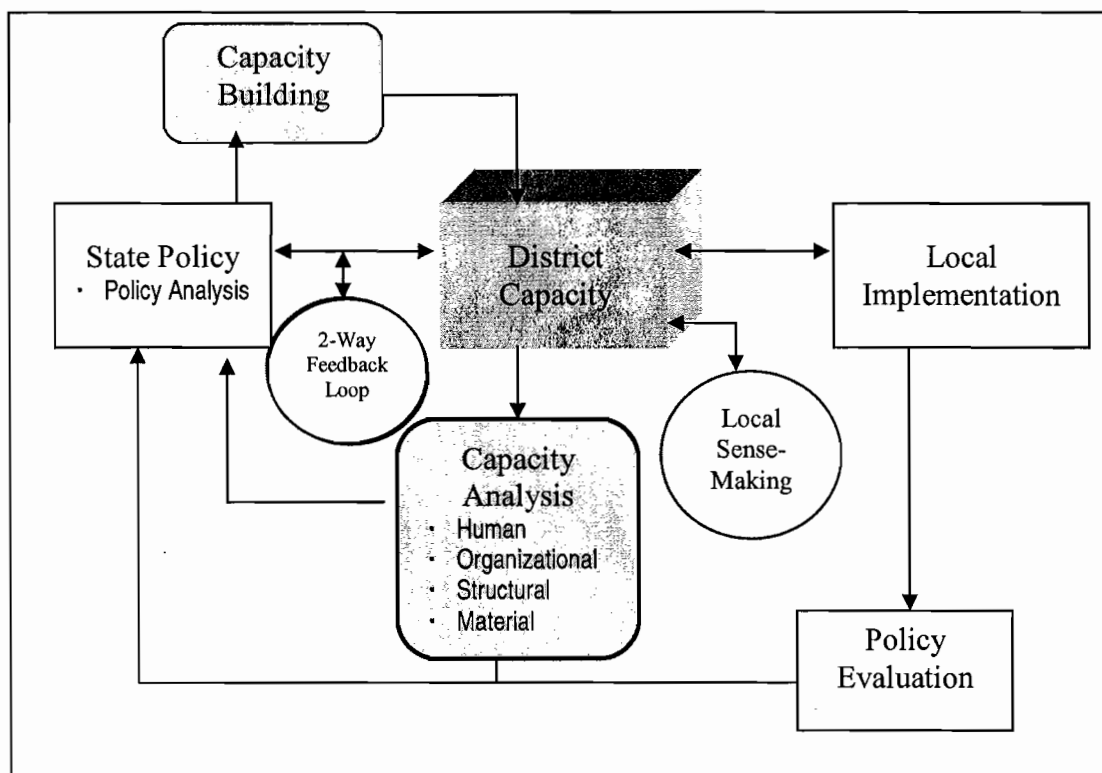 Capacity
Building
State Policy
· Policy Analysis
District
Capacity
Local
Implementation
2-Way
Feedback
Loop
Capacity
Analysis
· Human
· Organizational
· Structural
· Material
Local
Sense-
Making
Policy
Evaluation